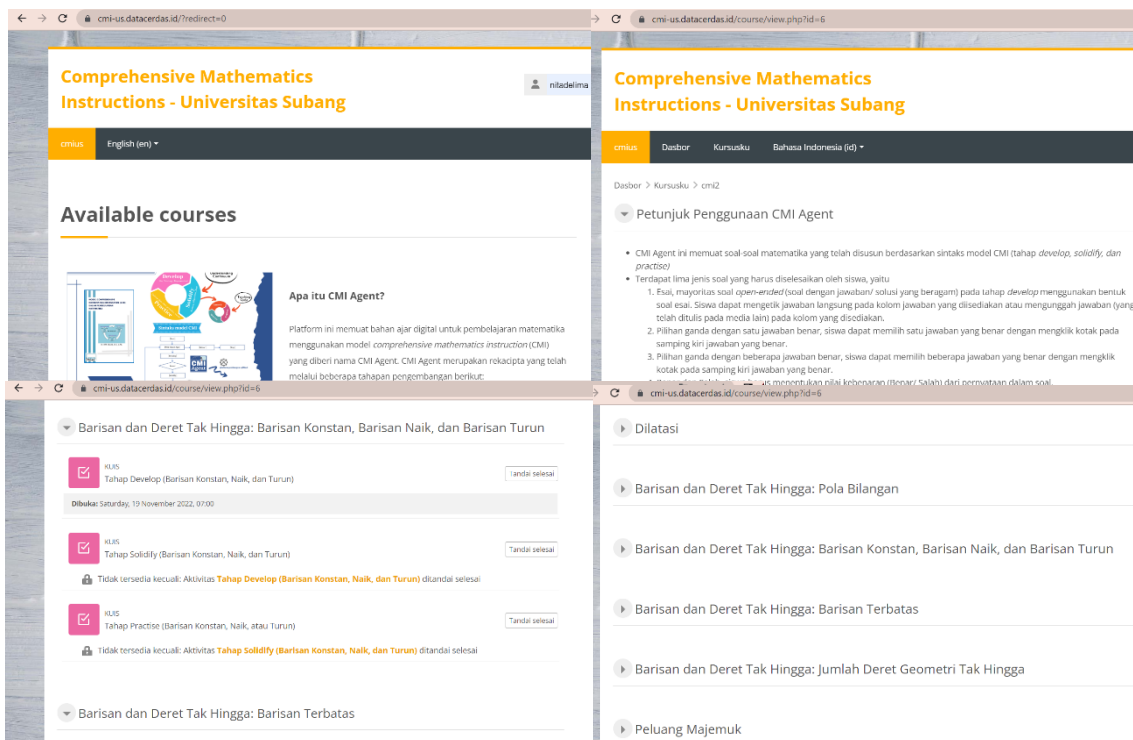 cmi-us.datacerdas.id/?redirect=0
Comprehensive Mathematics
Instructions - Universitas Subang
nitadelima
cmius English (en)
Available courses
Develop
Sintaks model CMI
CMI
agent
Apa itu CMI Agent?
Platform ini memuat bahan ajar digital untuk pembelajaran matematika
menggunakan model comprehensive mathematics instruction (CMI)
yang diberi nama CMI Agent. CMI Agent merupakan rekacipta yang telah
melalui beberapa tahapan pengembangan berikut:
cmi-us.datacerdas.id/course/view.php?id=6
Comprehensive Mathematics
Instructions - Universitas Subang
cmius Dasbor Kursusku Bahasa Indonesia (id)
Dasbor > Kursusku > cmi2
Petunjuk Penggunaan CMI Agent
• CMI Agent ini memuat soal-soal matematika yang telah disusun berdasarkan sintaks model CMI (tahap develop, solidify, dan
practise)
• Terdapat lima jenis soal yang harus diselesaikan oleh siswa, yaitu
1. Esai, mayoritas soal open-ended (soal dengan jawaban/ solusi yang beragam) pada tahap develop menggunakan bentuk
soal esai. Siswa dapat mengetik jawaban langsung pada kolom jawaban yang diisediakan atau mengunggah jawaban (yang
telah ditulis pada media lain) pada kolom yang disediakan.
2. Pilihan ganda dengan satu jawaban benar, siswa dapat memilih satu jawaban yang benar dengan mengklik kotak pada
samping kiri jawaban yang benar.
3. Pilihan ganda dengan beberapa jawaban benar, siswa dapat memilih beberapa jawaban yang benar dengan mengklik
kotak pada samping kiri jawaban yang benar.
menentukan nilai kebenaran (Benar/ Salah) dari pernyataan dalam soal.
cmi-us.datacerdas.id/course/view.php?id=6
Barisan dan Deret Tak Hingga: Barisan Konstan, Barisan Naik, dan Barisan Turun
KUIS
Tahap Develop (Barisan Konstan, Naik, dan Turun)
Tandai selesai
Dibuka: Saturday, 19 November 2022, 07:00
KUIS
Tahap Solidify (Barisan Konstan, Naik, dan Turun)
Tandai selesai
Tidak tersedia kecuali: Aktivitas Tahap Develop (Barisan Konstan, Naik, dan Turun) ditandai selesai
KUIS
Tahap Practise (Barisan Konstan, Naik, atau Turun)
Tandai selesai
Tidak tersedia kecuali: Aktivitas Tahap Solidify (Barisan Konstan, Naik, dan Turun) ditandai selesai
Barisan dan Deret Tak Hingga: Barisan Terbatas
cmi-us.datacerdas.id/course/view.php?id=6
Dilatasi
Barisan dan Deret Tak Hingga: Pola Bilangan
Barisan dan Deret Tak Hingga: Barisan Konstan, Barisan Naik, dan Barisan Turun
Barisan dan Deret Tak Hingga: Barisan Terbatas
Barisan dan Deret Tak Hingga: Jumlah Deret Geometri Tak Hingga
Peluang Majemuk